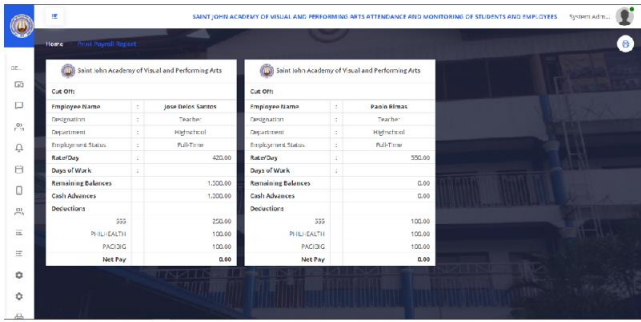 SAINT JOHN ACADEMY OF VISUAL AND PERFORMING ARTS ATTENDANCE AND MONITORING OF STUDENTS AND EMPLOYEES System Adm...
Home Print Payroll Report
Saint John Academy of Visual and Performing Arts
Cut Off:
Employee Name : Jose Delos Santos
Designation : Teacher
Department : Highschool
Employment Status : Full-Time
Rate/Day : 420.00
Days of Work :
Remaining Balances 1,500.00
Cash Advances 1,000.00
Deductions
SSS 250.00
PHILHEALTH 100.00
PAGIBIG 100.00
Net Pay 0.00
Saint John Academy of Visual and Performing Arts
Cut Off:
Employee Name : Paolo Rimas
Designation : Teacher
Department : Highschool
Employment Status : Full-Time
Rate/Day : 550.00
Days of Work :
Remaining Balances 0.00
Cash Advances 0.00
Deductions
SSS 100.00
PHILHEALTH 100.00
PAGIBIG 100.00
Net Pay 0.00